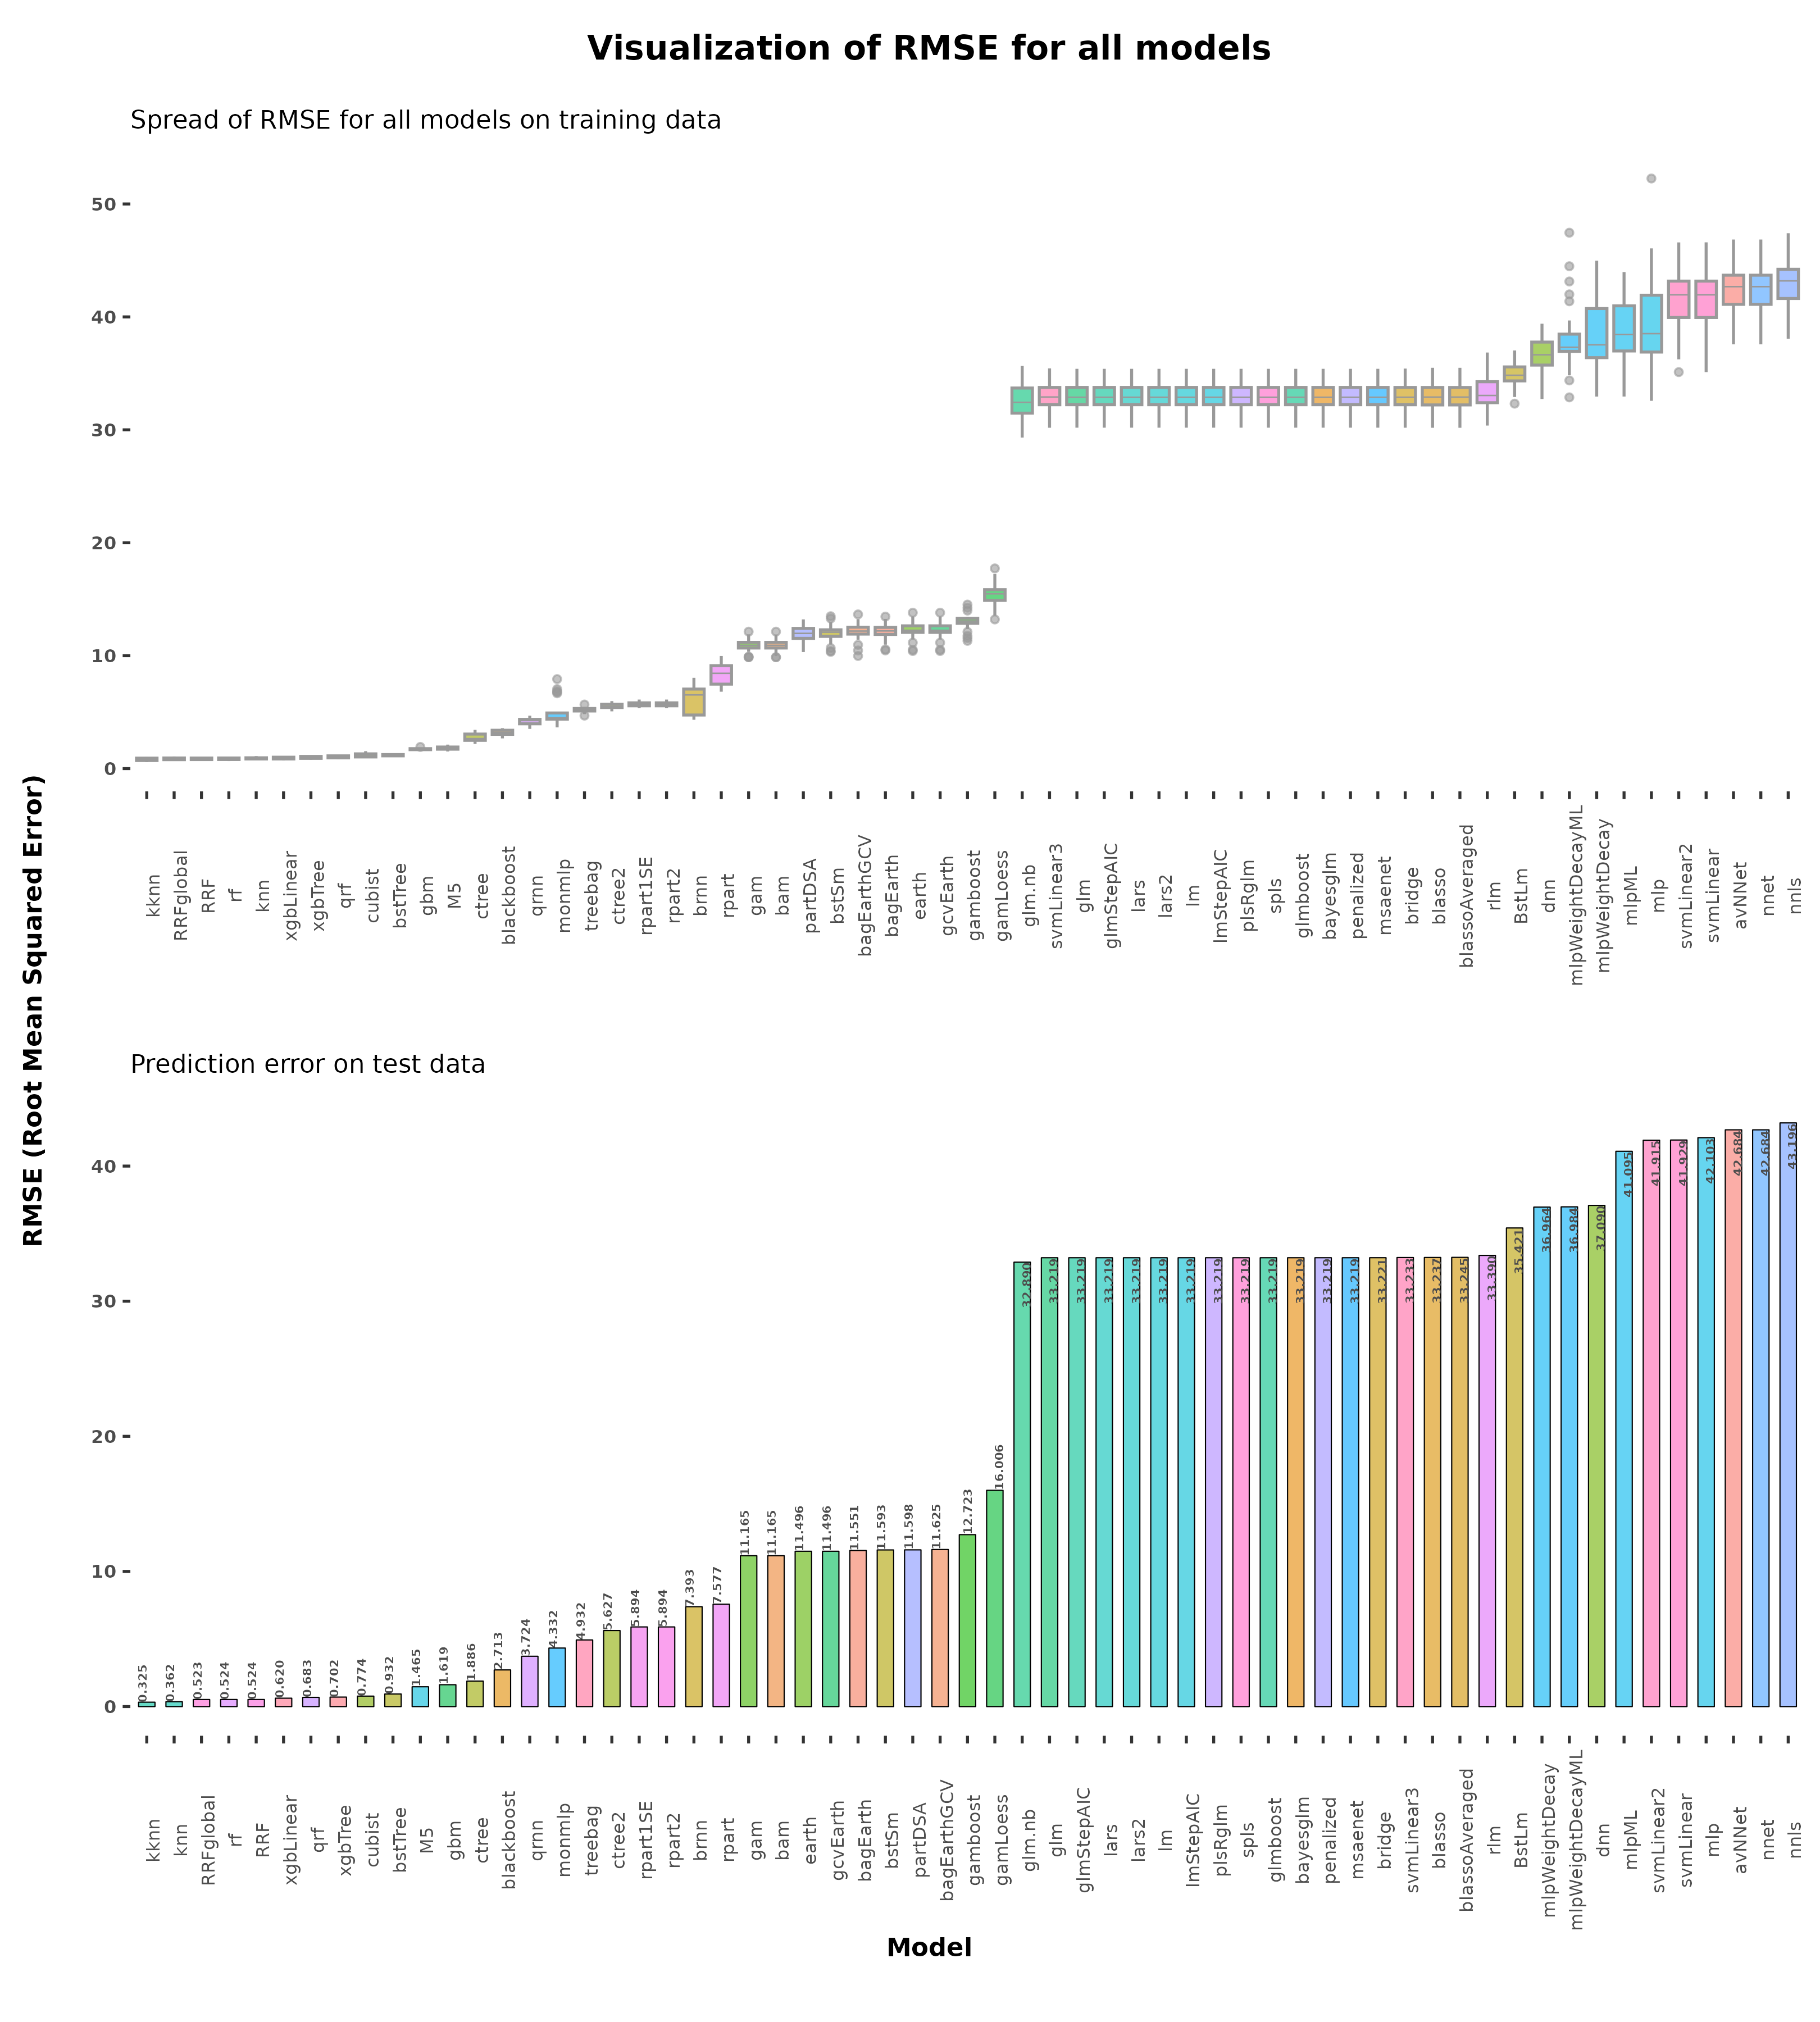 Visualization of RMSE for all models
Spread of RMSE for all models on training data
50
40
30
20
10
0
kknn
RRFglobal
RRF
rf
knn
xgbLinear
xgbTree
qrf
cubist
bstTree
gbm
M5
ctree
blackboost
qrnn
monmlp
treebag
ctree2
rpart1SE
rpart2
brnn
rpart
gam
bam
partDSA
bstSm
bagEarthGCV
bagEarth
earth
gcvEarth
gamboost
gamLoess
glm.nb
svmLinear3
glm
glmStepAIC
lars
lars2
lm
lmStepAIC
plsRglm
spls
glmboost
bayesglm
penalized
msaenet
bridge
blasso
blassoAveraged
rlm
BstLm
dnn
mlpWeightDecayML
mlpWeightDecay
mlpML
mlp
svmLinear2
svmLinear
avNNet
nnet
nnls
RMSE (Root Mean Squared Error)
Prediction error on test data
40
30
20
10
0
0.325
0.362
0.523
0.524
0.524
0.620
0.683
0.702
0.774
0.932
1.465
1.619
1.886
2.713
3.724
4.332
4.932
5.627
5.894
5.894
7.393
7.577
11.165
11.165
11.496
11.496
11.551
11.593
11.598
11.625
12.723
16.006
32.890
33.219
33.219
33.219
33.219
33.219
33.219
33.219
33.219
33.219
33.219
33.219
33.219
33.221
33.233
33.237
33.245
33.390
35.421
36.964
36.984
37.090
41.095
41.915
41.929
42.103
42.684
42.684
43.196
kknn
knn
RRFglobal
rf
RRF
xgbLinear
qrf
xgbTree
cubist
bstTree
M5
gbm
ctree
blackboost
qrnn
monmlp
treebag
ctree2
rpart1SE
rpart2
brnn
rpart
gam
bam
earth
gcvEarth
bagEarth
bstSm
partDSA
bagEarthGCV
gamboost
gamLoess
glm.nb
glm
glmStepAIC
lars
lars2
lm
lmStepAIC
plsRglm
spls
glmboost
bayesglm
penalized
msaenet
bridge
svmLinear3
blasso
blassoAveraged
rlm
BstLm
mlpWeightDecay
mlpWeightDecayML
dnn
mlpML
svmLinear2
svmLinear
mlp
avNNet
nnet
nnls
Model